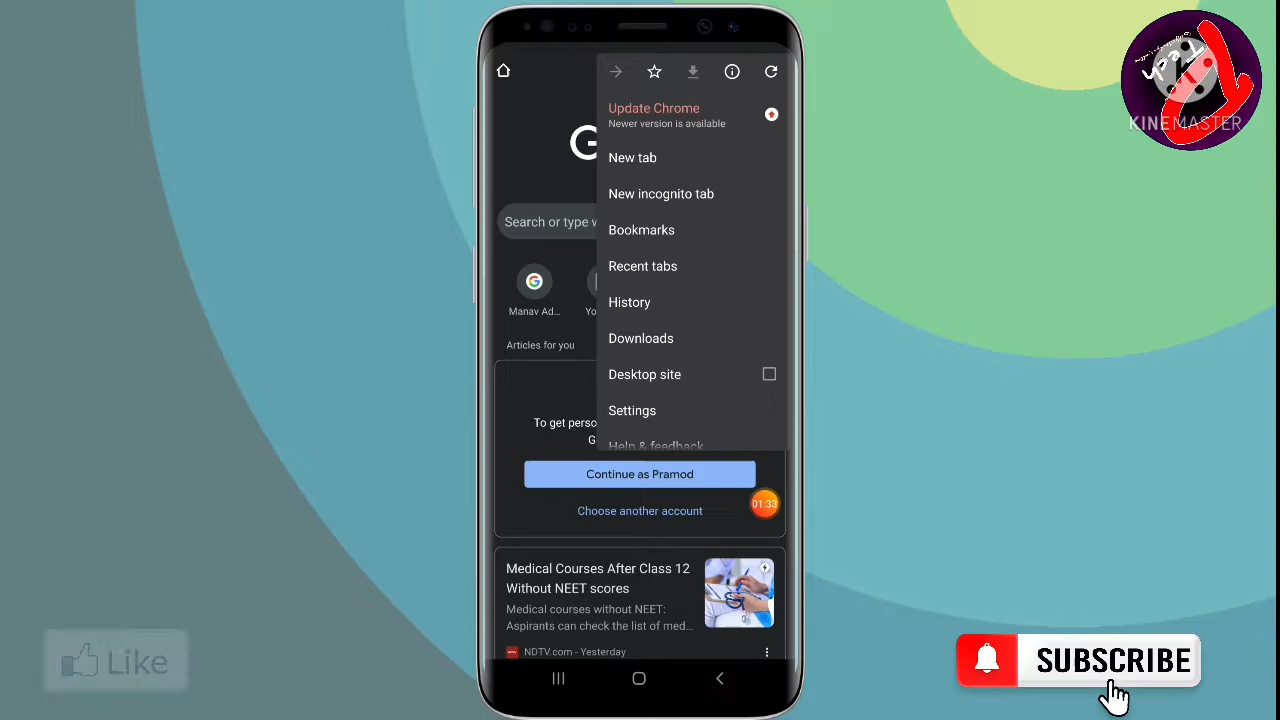 Update Chrome
Newer version is available
New tab
New incognito tab
Bookmarks
Recent tabs
History
Downloads
Desktop site
Settings
Help & feedback
G
Search or type w
Manav Ad...
Yo
Articles for you
To get perso
G
Continue as Pramod
Choose another account
01:33
Medical Courses After Class 12
Without NEET scores
Medical courses without NEET:
Aspirants can check the list of med...
NDTV.com - Yesterday
KINEMASTER
Like
SUBSCRIBE